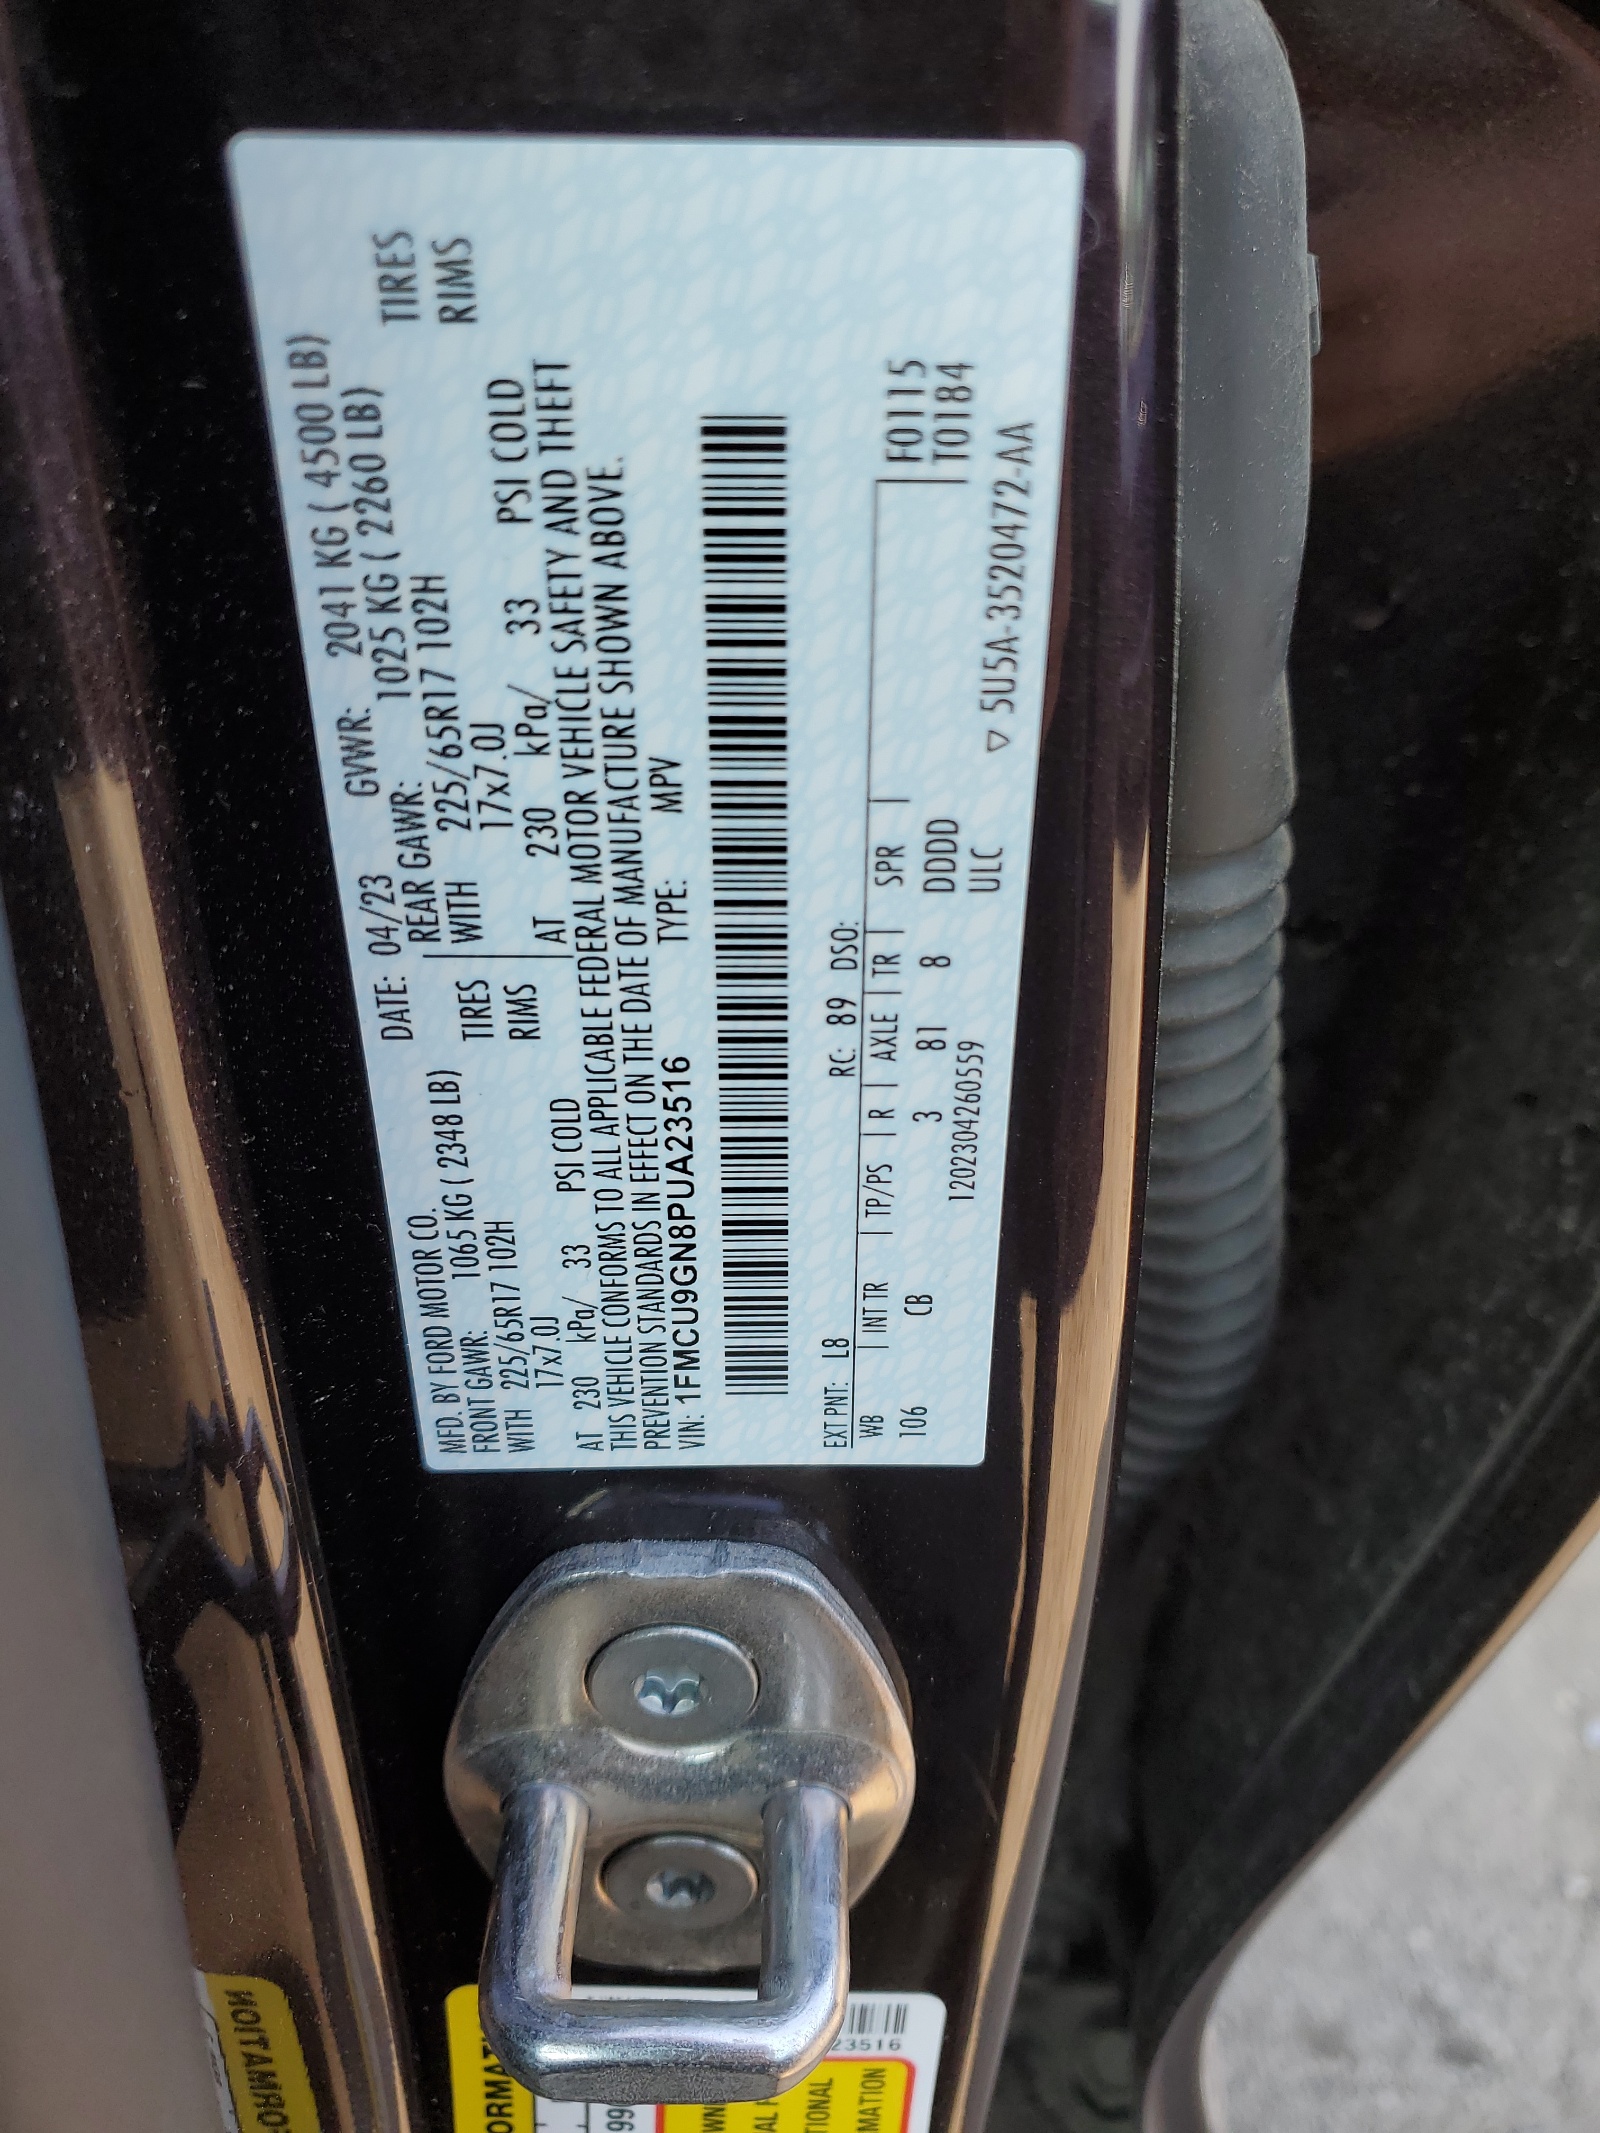 MFD. BY FORD MOTOR CO. DATE: 04/23 GVWR: 2041 KG ( 4500 LB)
FRONT GAWR: 1065 KG ( 2348 LB) REAR GAWR: 1025 KG ( 2260 LB)
WITH 225/65R17 102H TIRES WITH 225/65R17 102H TIRES
17x7.0J RIMS 17x7.0J RIMS
AT 230 kPa/ 33 PSI COLD AT 230 kPa/ 33 PSI COLD
THIS VEHICLE CONFORMS TO ALL APPLICABLE FEDERAL MOTOR VEHICLE SAFETY AND THEFT
PREVENTION STANDARDS IN EFFECT ON THE DATE OF MANUFACTURE SHOWN ABOVE.
VIN: 1FMCU9GN8PUA23516 TYPE: MPV
EXT PNT: L8 RC: 89 DSO:
WB | INT TR | TP/PS | R | AXLE | TR | SPR | F0115
106 CB 3 81 8 DDDD T0184
1202304260559 ULC
▽ 5U5A-3520472-AA
23516